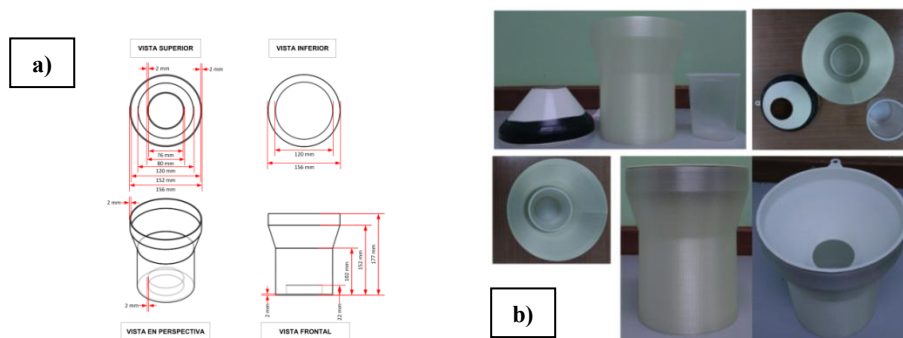 a)
VISTA SUPERIOR
2 mm
2 mm
76 mm
80 mm
120 mm
152 mm
156 mm
VISTA INFERIOR
120 mm
156 mm
2 mm
2 mm
VISTA EN PERSPECTIVA
177 mm
152 mm
102 mm
22 mm
2 mm
VISTA FRONTAL
b)